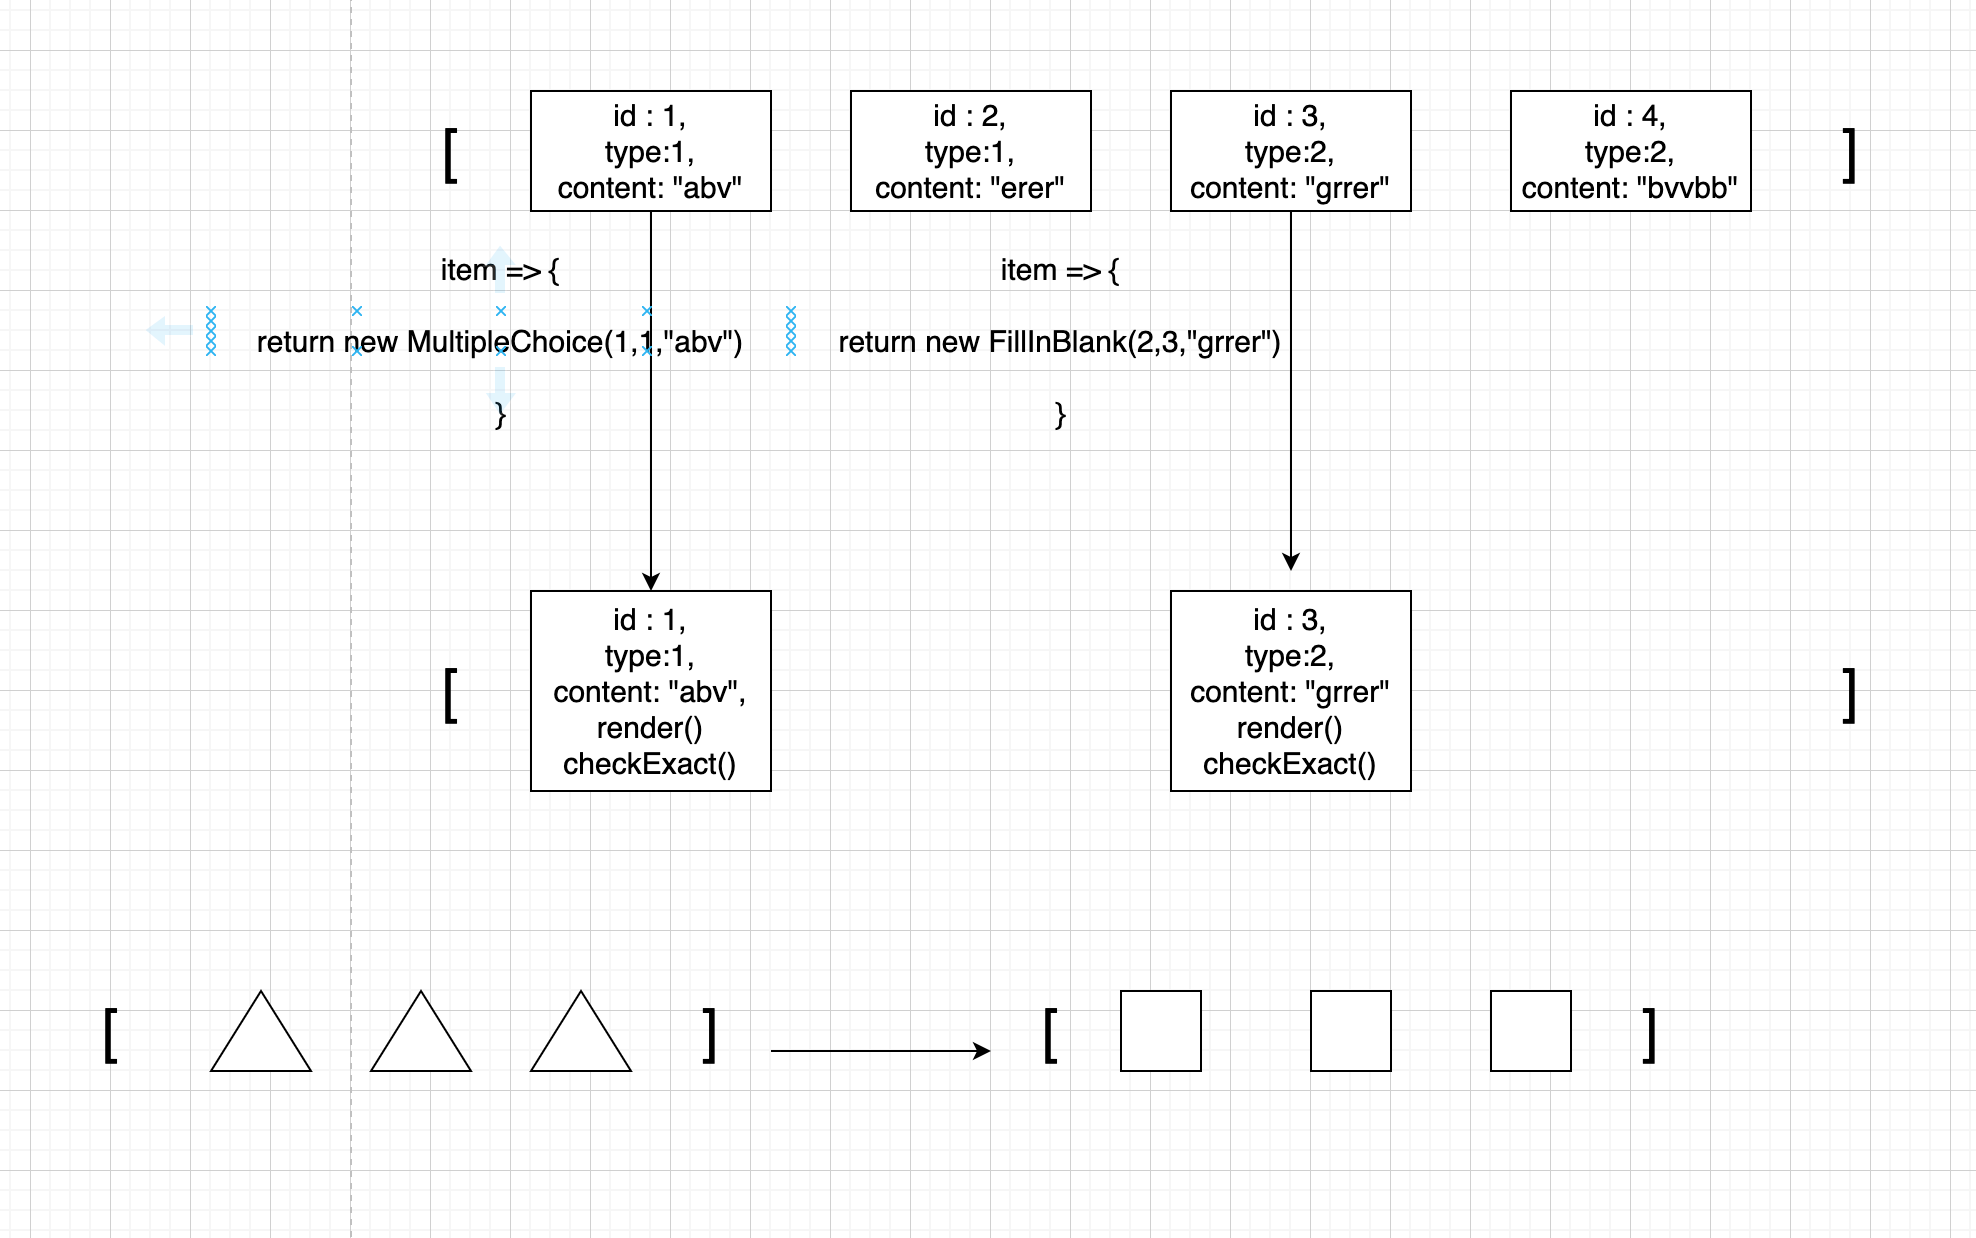 [
id : 1,
type:1,
content: "abv"
id : 2,
type:1,
content: "erer"
id : 3,
type:2,
content: "grrer"
id : 4,
type:2,
content: "bvvbb"
]
item => {
return new MultipleChoice(1,1,"abv")
}
item => {
return new FillInBlank(2,3,"grrer")
}
[
id : 1,
type:1,
content: "abv",
render()
checkExact()
id : 3,
type:2,
content: "grrer"
render()
checkExact()
]
[
]
[
]